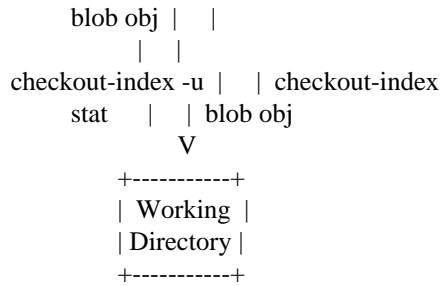 blob obj | |
| |
checkout-index -u | | checkout-index
stat | | blob obj
V
+-----------+
| Working |
| Directory |
+-----------+